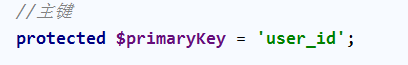 //主键
protected $primaryKey = 'user_id';